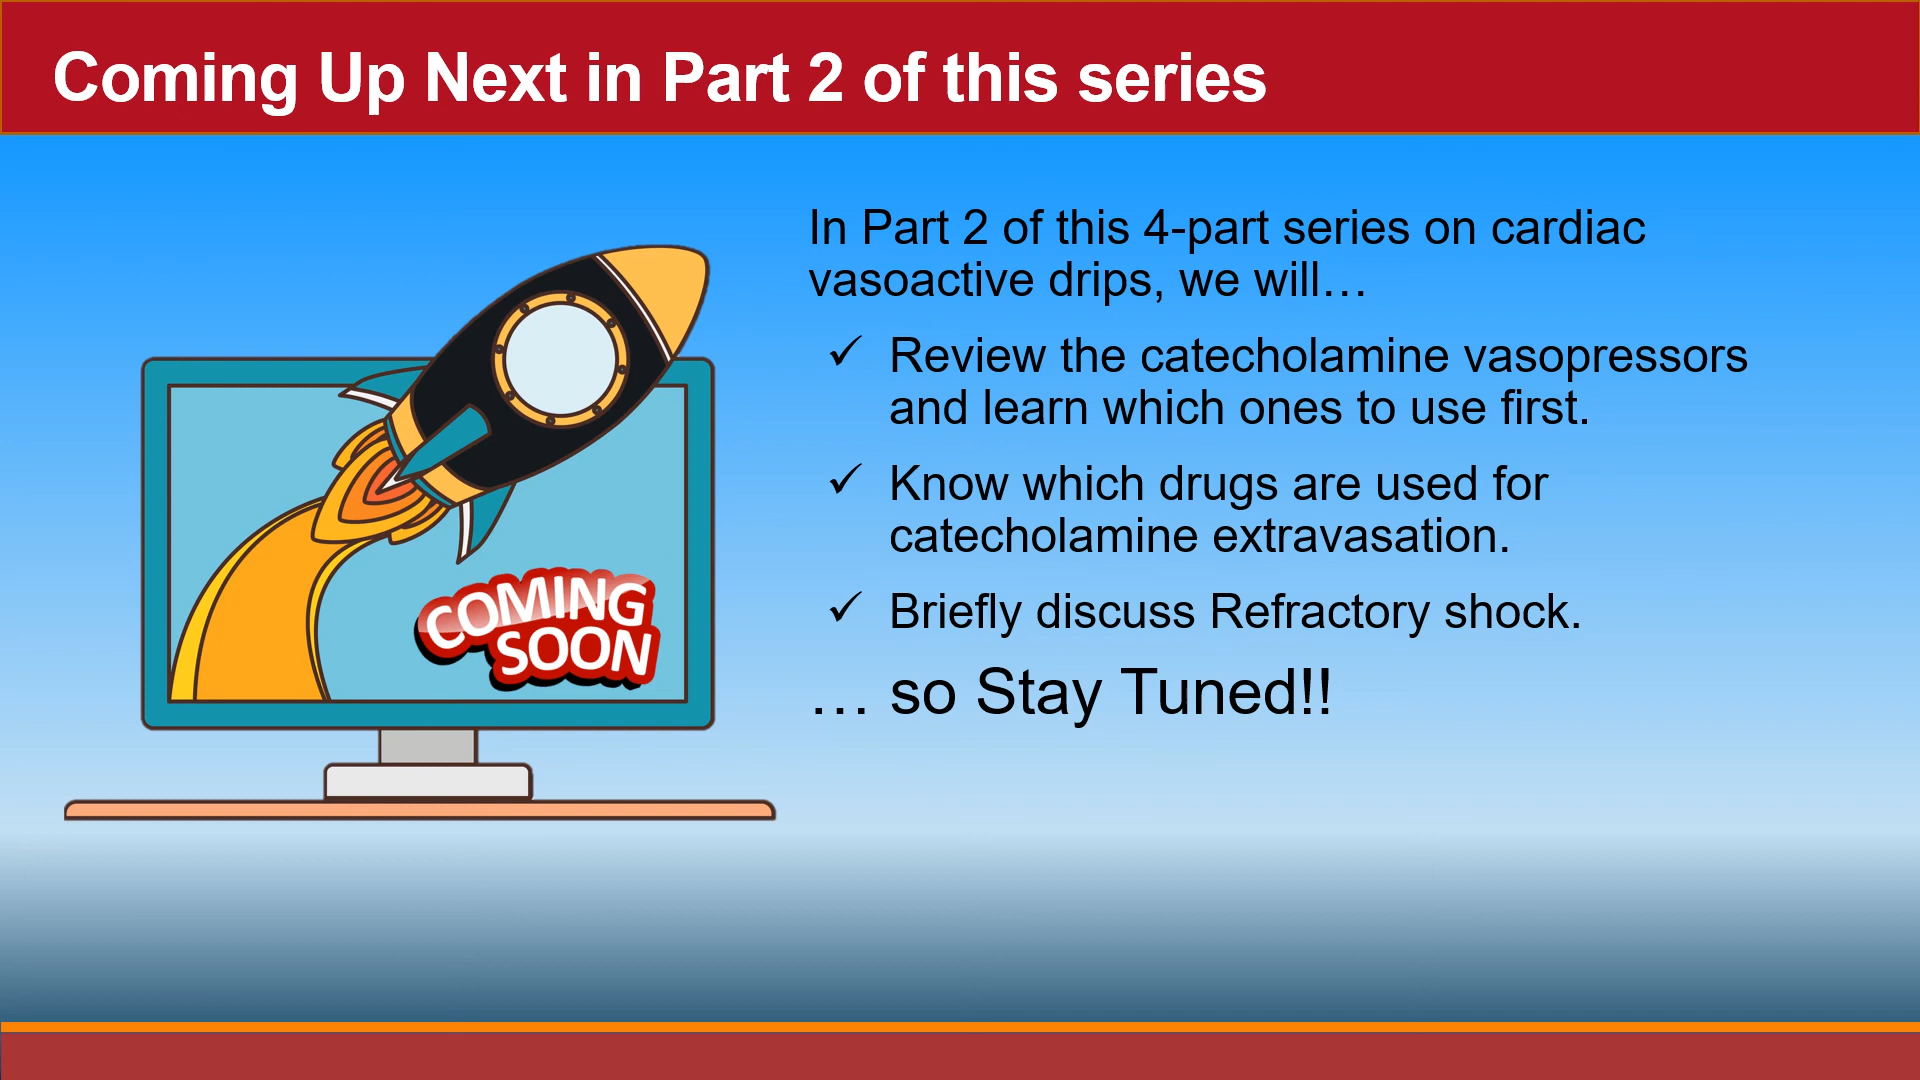 Coming Up Next in Part 2 of this series
In Part 2 of this 4-part series on cardiac
vasoactive drips, we will…
✓ Review the catecholamine vasopressors
and learn which ones to use first.
✓ Know which drugs are used for
catecholamine extravasation.
✓ Briefly discuss Refractory shock.
… so Stay Tuned!!
COMING
SOON